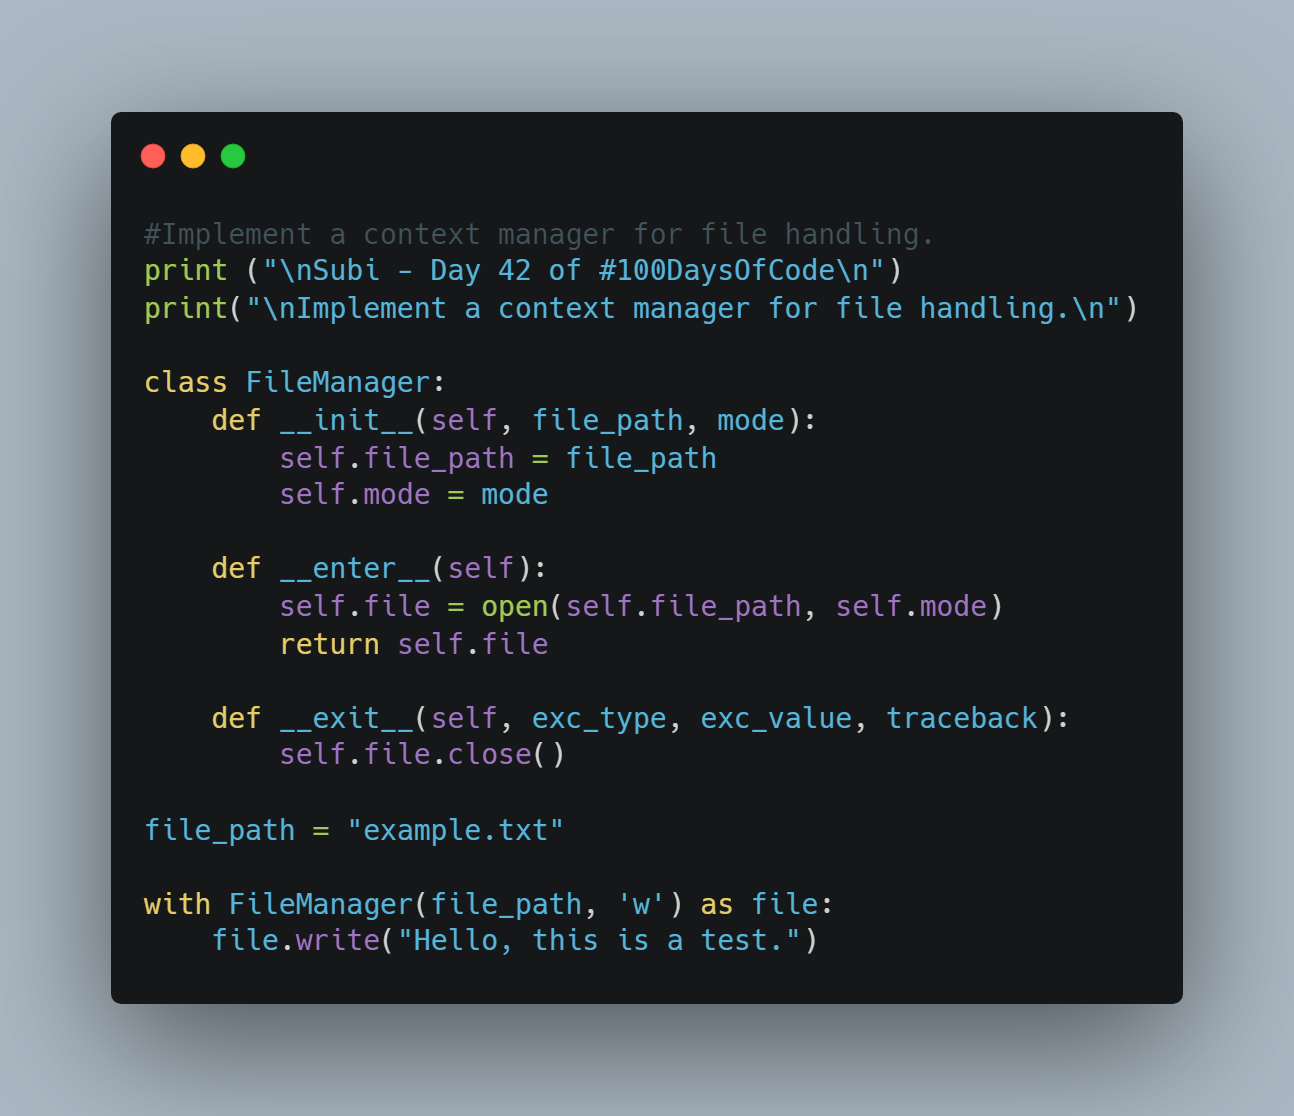 #Implement a context manager for file handling.
print ("\nSubi - Day 42 of #100DaysOfCode\n")
print("\nImplement a context manager for file handling.\n")

class FileManager:
    def __init__(self, file_path, mode):
        self.file_path = file_path
        self.mode = mode

    def __enter__(self):
        self.file = open(self.file_path, self.mode)
        return self.file

    def __exit__(self, exc_type, exc_value, traceback):
        self.file.close()

file_path = "example.txt"

with FileManager(file_path, 'w') as file:
    file.write("Hello, this is a test.")